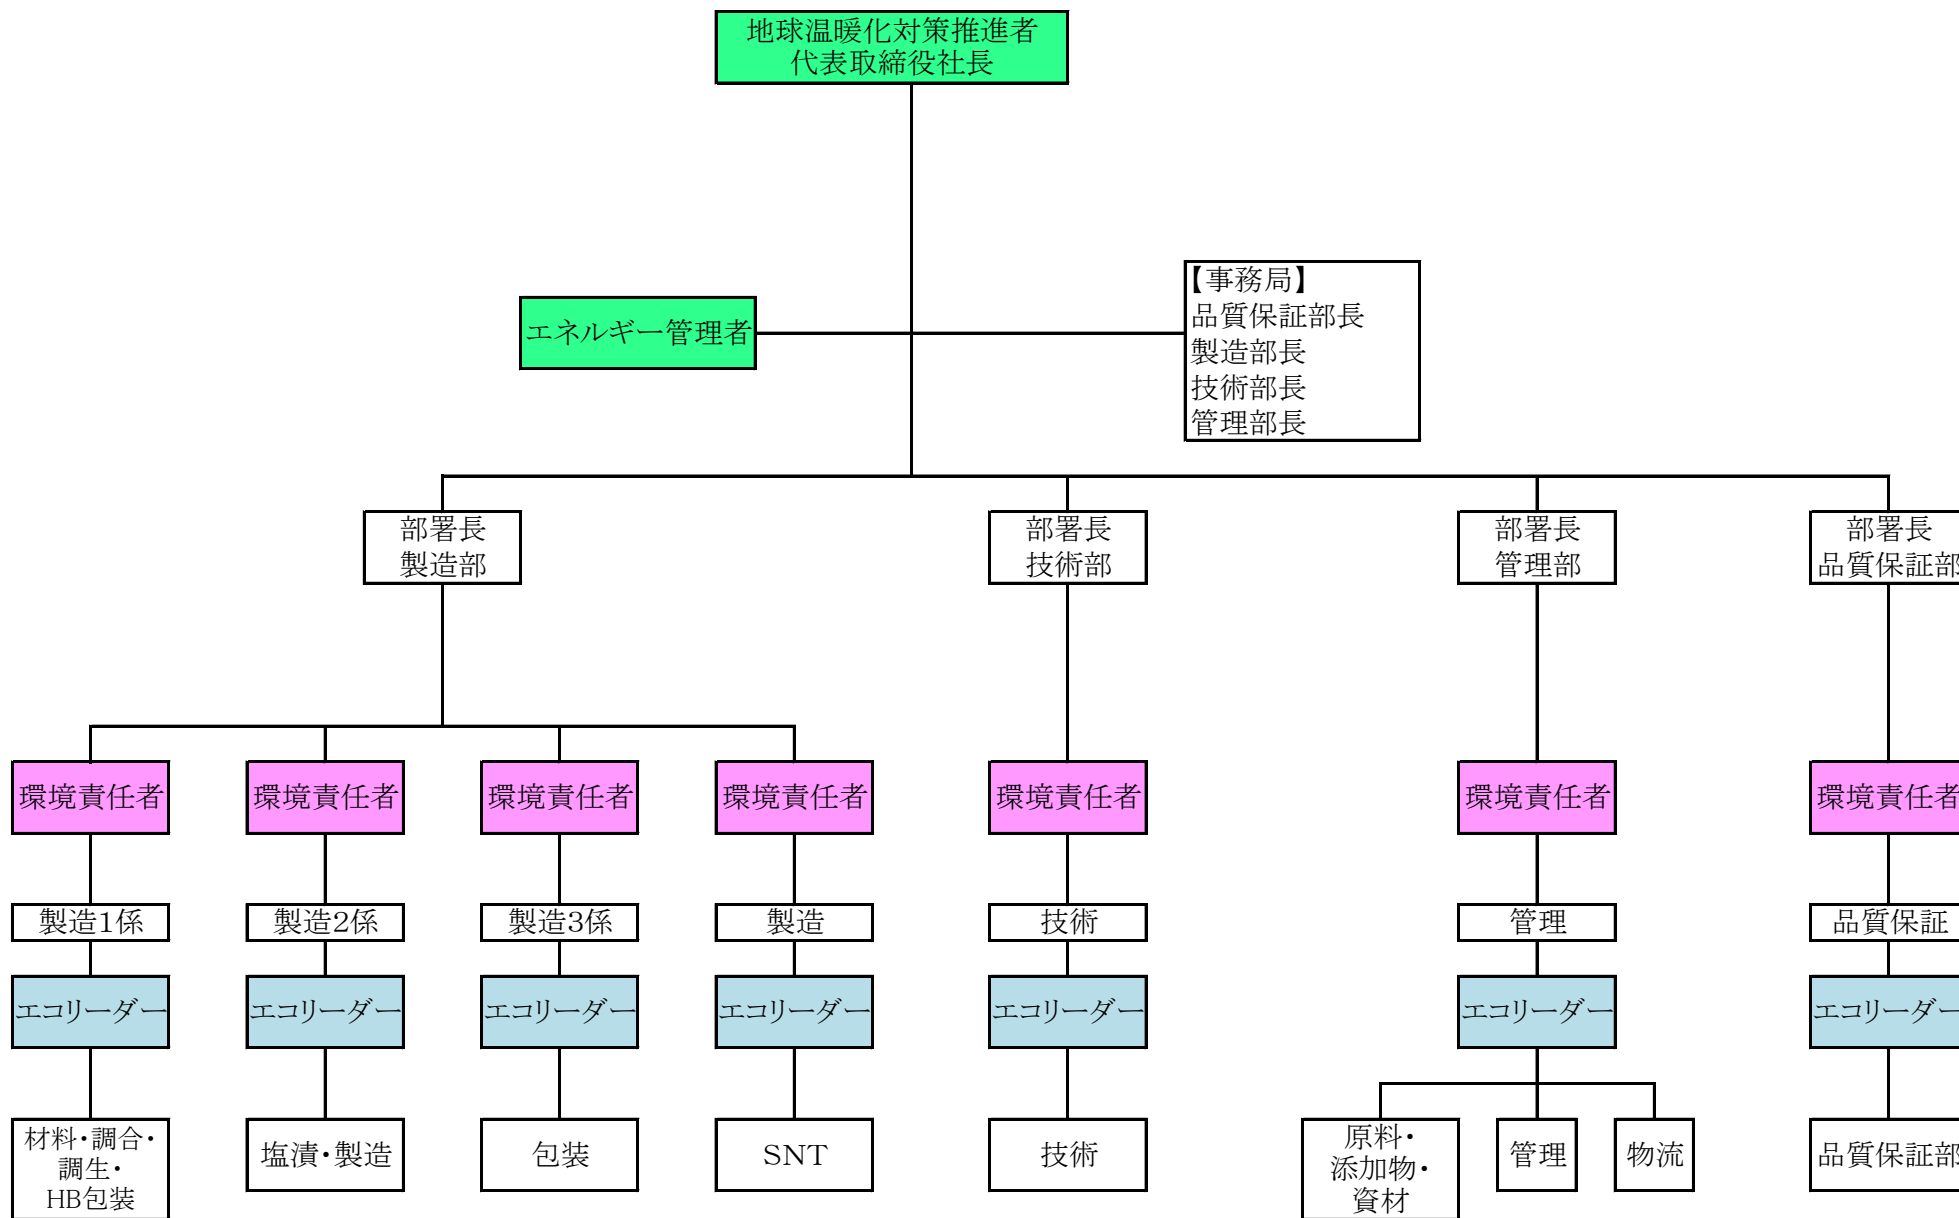 地球温暖化対策推進者
代表取締役社長
エネルギー管理者
【事務局】
品質保証部長
製造部長
技術部長
管理部長
部署長
製造部
部署長
技術部
部署長
管理部
部署長
品質保証部
環境責任者
環境責任者
環境責任者
環境責任者
環境責任者
環境責任者
環境責任者
製造1係
製造2係
製造3係
製造
技術
管理
品質保証
エコリーダー
エコリーダー
エコリーダー
エコリーダー
エコリーダー
エコリーダー
エコリーダー
材料・調合・
調生・
HB包装
塩漬・製造
包装
SNT
技術
原料・
添加物・
資材
管理
物流
品質保証部